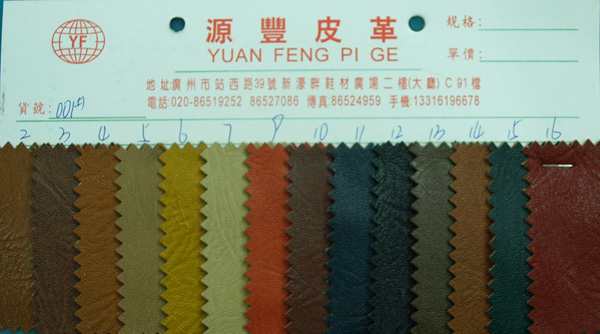 YF
源豐皮革
YUAN FENG PI GE
規格:
單價:
地址廣州市站西路39號新濠畔鞋材廣場二樓(大廳) C 91檔
電話:020-86519252 86527086 傳真:86524959 手機:13316196678
貨號:
2 3 4 5 6 7 9 10 11 12 13 14 15 16